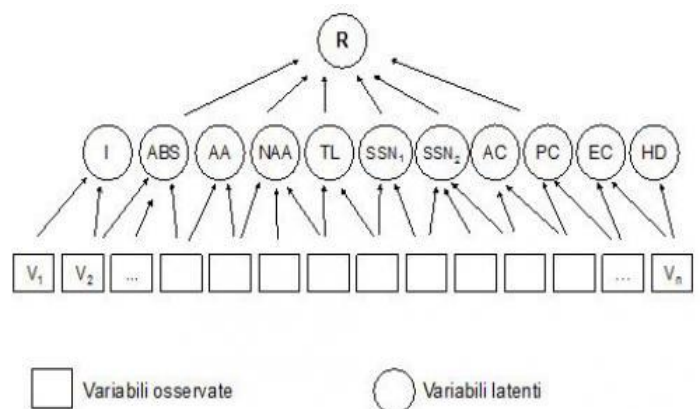 R
I ABS AA NAA TL SSN₁ SSN₂ AC PC EC HD
V₁ V₂ ... ... Vₙ
Variabili osservate Variabili latenti